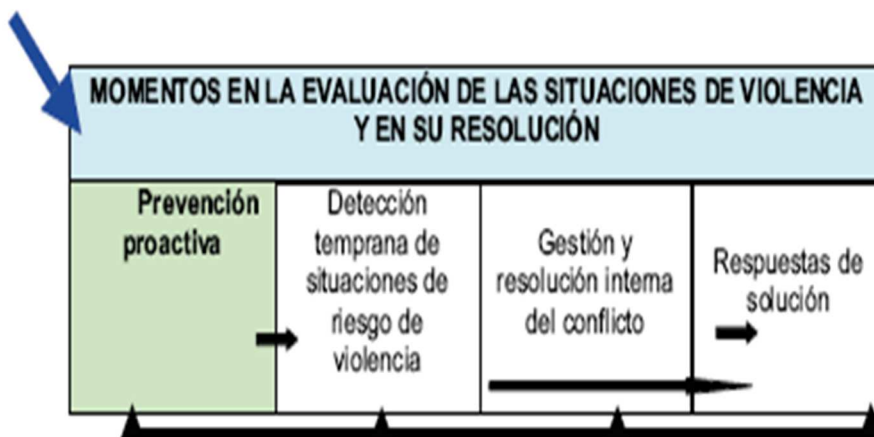 MOMENTOS EN LA EVALUACIÓN DE LAS SITUACIONES DE VIOLENCIA
Y EN SU RESOLUCIÓN
Prevención
proactiva
Detección
temprana de
situaciones de
riesgo de
violencia
Gestión y
resolución interna
del conflicto
Respuestas de
solución